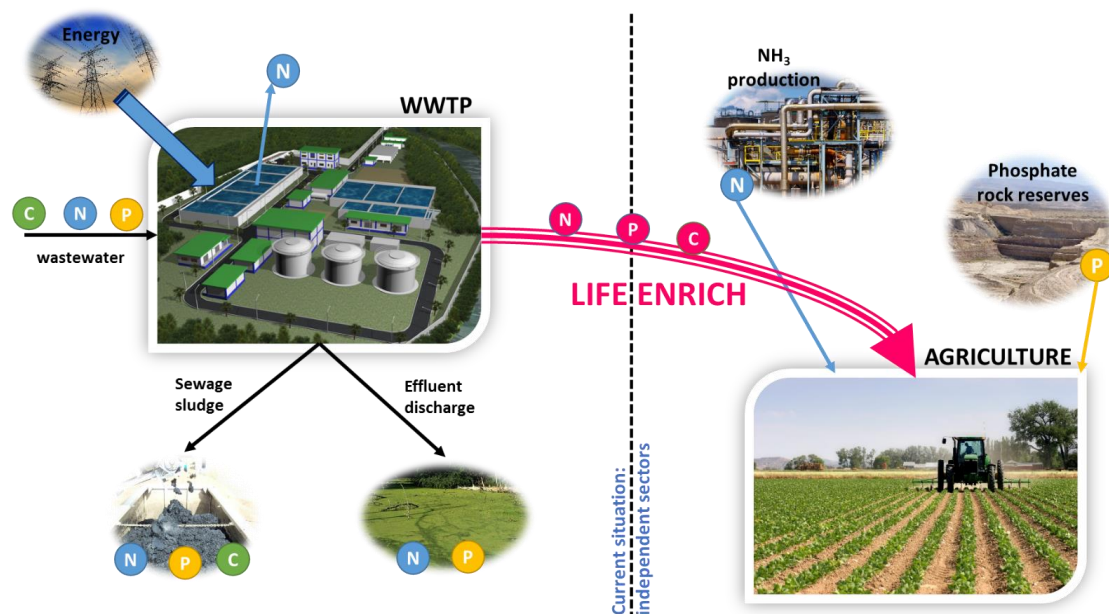 Energy
N
WWTP
C N P
wastewater
Sewage
sludge
Effluent
discharge
N P C
N P
N P C
LIFE ENRICH
Current situation:
independent sectors
NH₃
production
N
Phosphate
rock reserves
P
AGRICULTURE